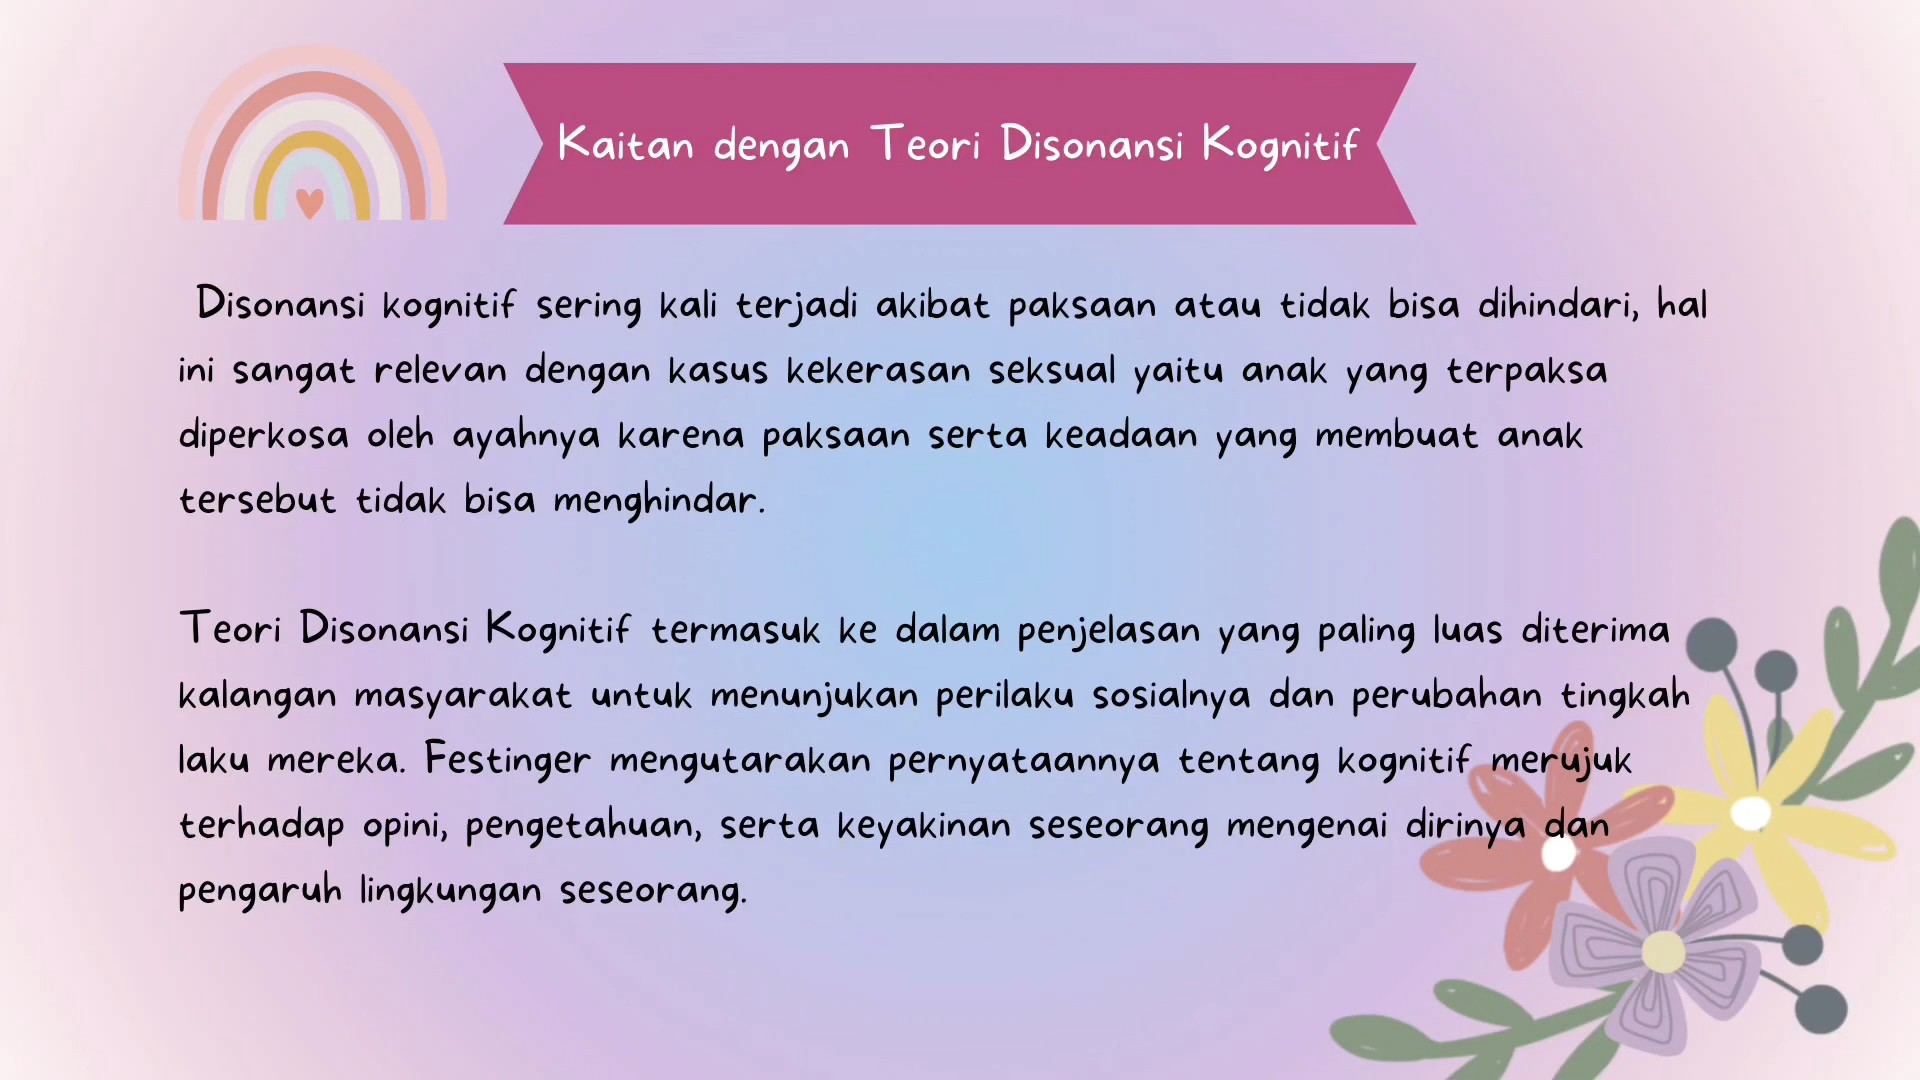 Kaitan dengan Teori Disonansi Kognitif
Disonansi kognitif sering kali terjadi akibat paksaan atau tidak bisa dihindari, hal
ini sangat relevan dengan kasus kekerasan seksual yaitu anak yang terpaksa
diperkosa oleh ayahnya karena paksaan serta keadaan yang membuat anak
tersebut tidak bisa menghindar.
Teori Disonansi Kognitif termasuk ke dalam penjelasan yang paling luas diterima
kalangan masyarakat untuk menunjukan perilaku sosialnya dan perubahan tingkah
laku mereka. Festinger mengutarakan pernyataannya tentang kognitif merujuk
terhadap opini, pengetahuan, serta keyakinan seseorang mengenai dirinya dan
pengaruh lingkungan seseorang.